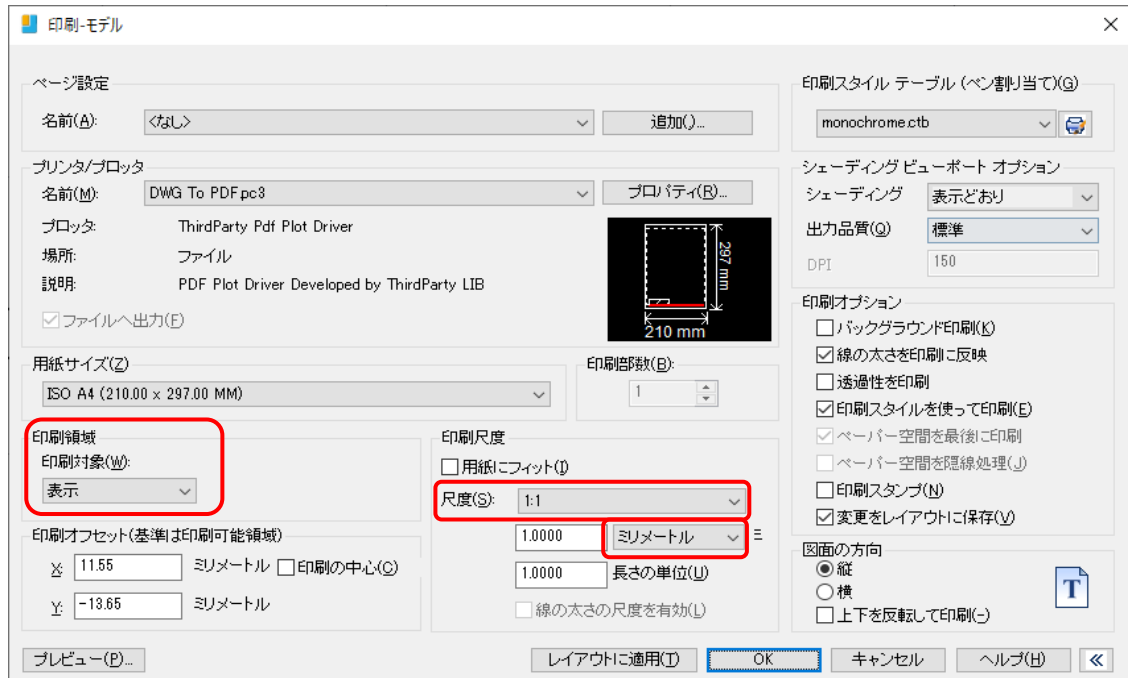 印刷-モデル
ページ設定
名前(A):
<なし>
追加(.)...
プリンタ/プロッタ
名前(M):
DWG To PDF.pc3
プロパティ(R)...
プロッタ:
ThirdParty Pdf Plot Driver
場所:
ファイル
説明:
PDF Plot Driver Developed by ThirdParty LIB
ファイルへ出力(F)
297 mm
210 mm
用紙サイズ(Z)
ISO A4 (210.00 x 297.00 MM)
印刷部数(B):
1
印刷領域
印刷対象(W):
表示
印刷オフセット(基準は印刷可能領域)
X: 11.55 ミリメートル 印刷の中心(C)
Y: -13.65 ミリメートル
印刷尺度
用紙にフィット(I)
尺度(S): 1:1
1.0000 ミリメートル
1.0000 長さの単位(U)
線の太さの尺度を有効(L)
印刷スタイル テーブル (ペン割り当て)(G)
monochrome.ctb
シェーディング ビューポート オプション
シェーディング 表示どおり
出力品質(Q) 標準
DPI 150
印刷オプション
バックグラウンド印刷(K)
線の太さを印刷に反映
透過性を印刷
印刷スタイルを使って印刷(E)
ペーパー空間を最後に印刷
ペーパー空間を隠線処理(J)
印刷スタンプ(N)
変更をレイアウトに保存(V)
図面の方向
縦
横
上下を反転して印刷(-)
T
プレビュー(P)...
レイアウトに適用(T)
OK
キャンセル
ヘルプ(H)